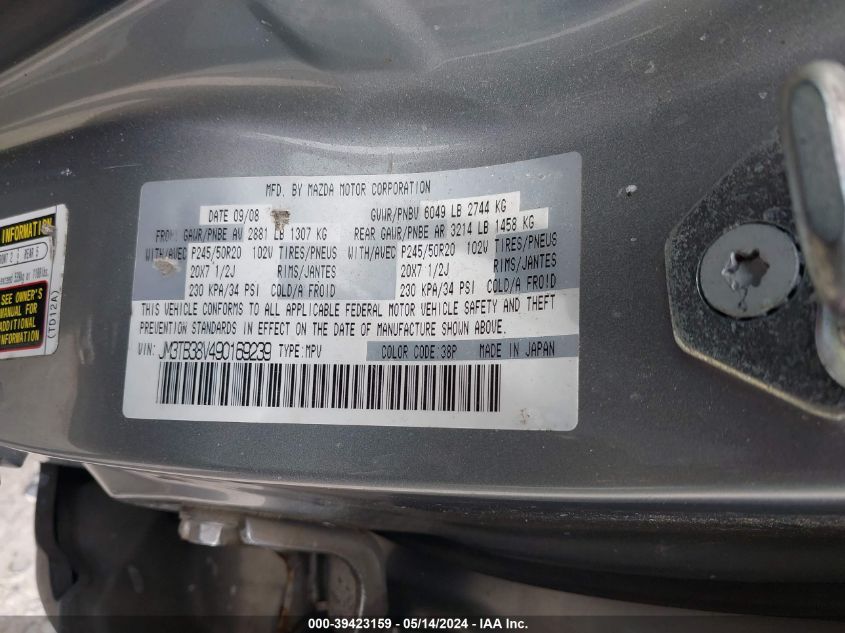 MFD. BY MAZDA MOTOR CORPORATION
DATE 09/08 GVWR/PNBV 6049 LB 2744 KG
FRONT GAWR/PNBE AV 2881 LB 1307 KG REAR GAWR/PNBE AR 3214 LB 1458 KG
WITH/AVEC P245/50R20 102V TIRES/PNEUS WITH/AVEC P245/50R20 102V TIRES/PNEUS
20X7 1/2J RIMS/JANTES 20X7 1/2J RIMS/JANTES
230 KPA/34 PSI COLD/A FROID 230 KPA/34 PSI COLD/A FROID
THIS VEHICLE CONFORMS TO ALL APPLICABLE FEDERAL MOTOR VEHICLE SAFETY AND THEFT
PREVENTION STANDARDS IN EFFECT ON THE DATE OF MANUFACTURE SHOWN ABOVE.
VIN: JM3TB38V490169239 TYPE:MPV COLOR CODE:38P MADE IN JAPAN
INFORMATION
REAR 5
SEE OWNER'S
MANUAL FOR
ADDITIONAL
INFORMATION
(TD12A)
000-39423159 - 05/14/2024 - IAA Inc.